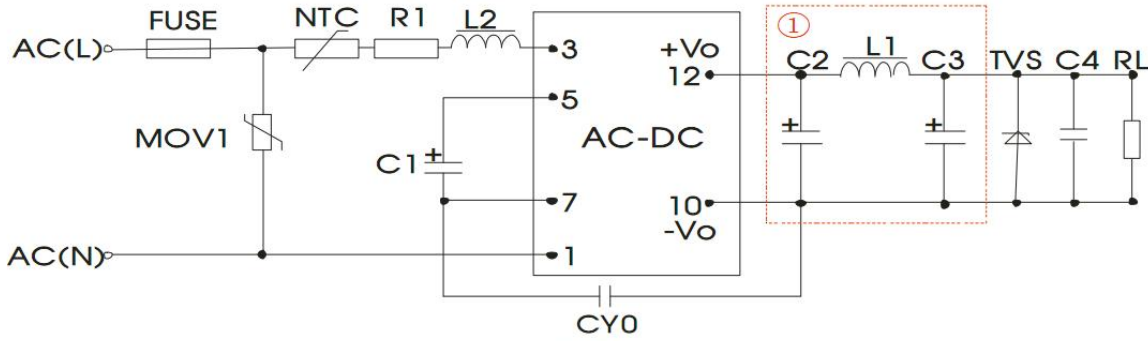 FUSE
NTC
R1
L2
AC(L)
3
+Vo
12
①
C2
L1
C3
TVS
C4
RL
5
MOV1
C1
+
AC-DC
+
+
7
10
-Vo
AC(N)
1
CY0